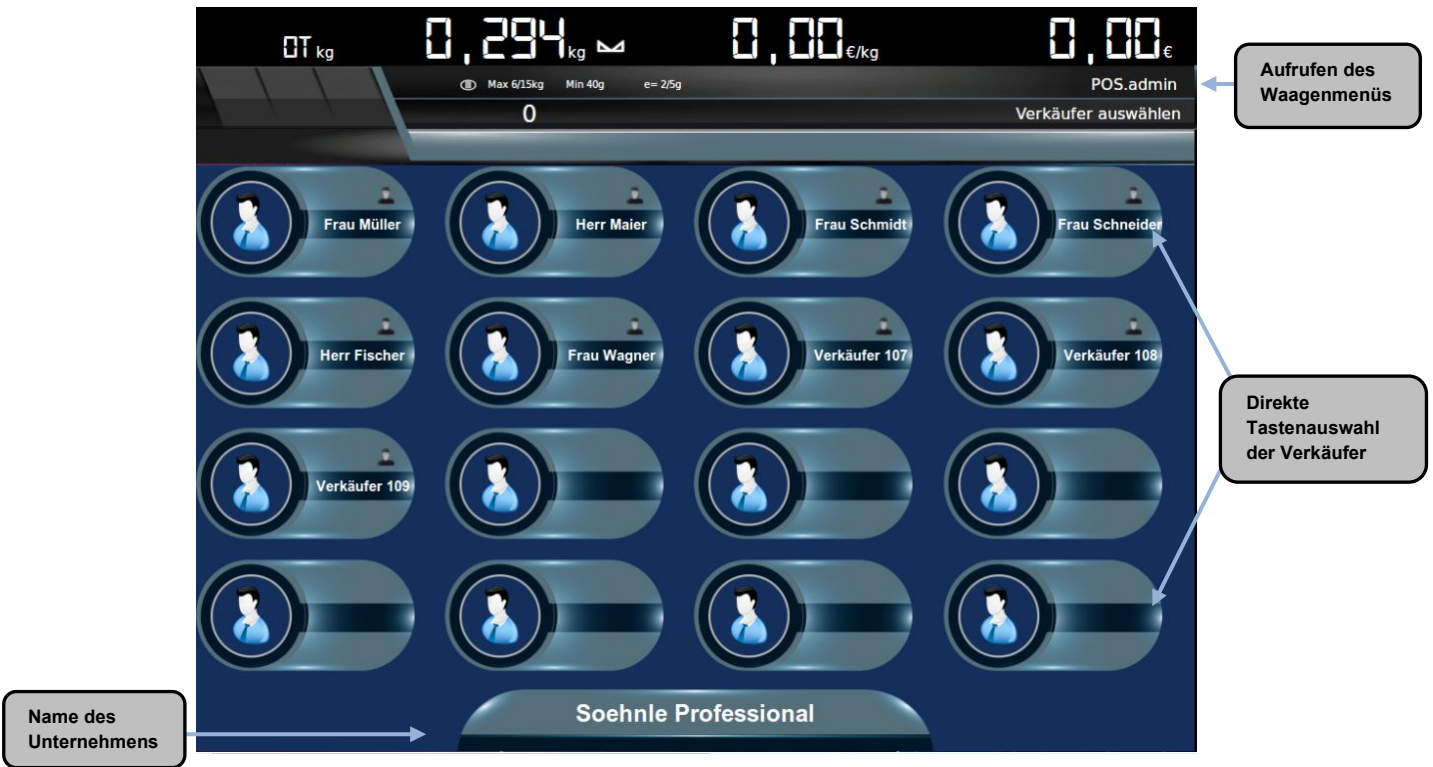 0T kg 0,294 kg 0,00 €/kg 0,00 €
Max 6/15kg Min 40g e= 2/5g POS.admin
0 Verkäufer auswählen
Aufrufen des
Waagenmenüs
Frau Müller Herr Maier Frau Schmidt Frau Schneider
Herr Fischer Frau Wagner Verkäufer 107 Verkäufer 108
Verkäufer 109
Direkte
Tastenauswahl
der Verkäufer
Soehnle Professional
Name des
Unternehmens